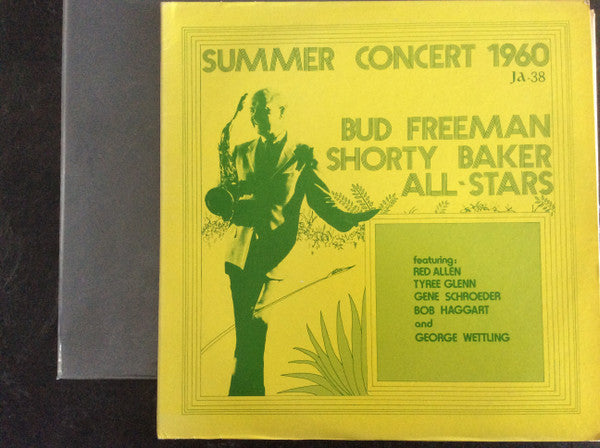 SUMMER CONCERT 1960
JA-38
BUD FREEMAN
SHORTY BAKER
ALL-STARS
featuring:
RED ALLEN
TYREE GLENN
GENE SCHROEDER
BOB HAGGART
and
GEORGE WETTLING